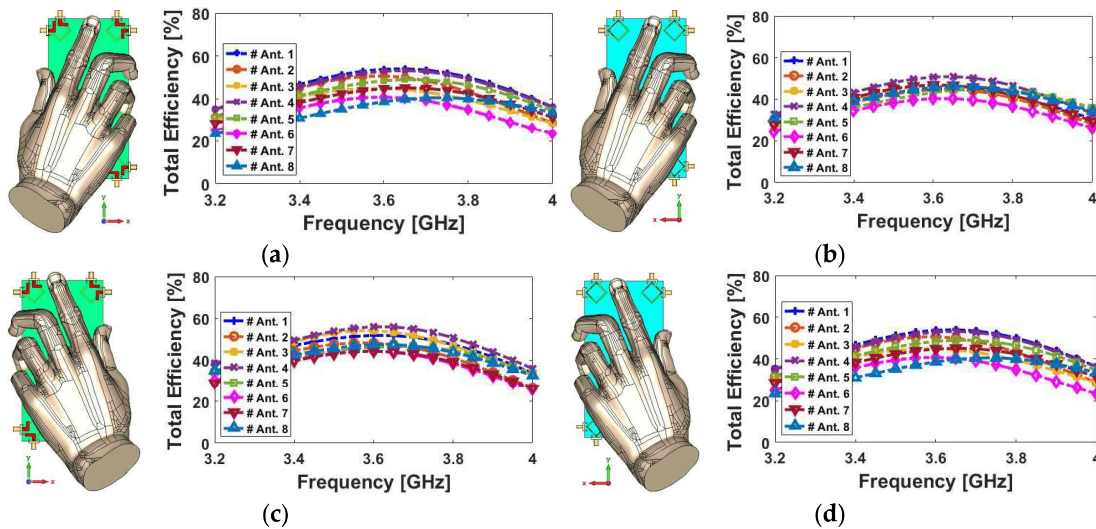 80
60
40
20
0
Total Efficiency [%]
# Ant. 1
# Ant. 2
# Ant. 3
# Ant. 4
# Ant. 5
# Ant. 6
# Ant. 7
# Ant. 8
3.2 3.4 3.6 3.8 4
Frequency [GHz]
y
x
(a)
80
60
40
20
0
Total Efficiency [%]
# Ant. 1
# Ant. 2
# Ant. 3
# Ant. 4
# Ant. 5
# Ant. 6
# Ant. 7
# Ant. 8
3.2 3.4 3.6 3.8 4
Frequency [GHz]
y
x
(b)
80
60
40
20
0
Total Efficiency [%]
# Ant. 1
# Ant. 2
# Ant. 3
# Ant. 4
# Ant. 5
# Ant. 6
# Ant. 7
# Ant. 8
3.2 3.4 3.6 3.8 4
Frequency [GHz]
y
x
(c)
80
60
40
20
0
Total Efficiency [%]
# Ant. 1
# Ant. 2
# Ant. 3
# Ant. 4
# Ant. 5
# Ant. 6
# Ant. 7
# Ant. 8
3.2 3.4 3.6 3.8 4
Frequency [GHz]
y
x
(d)